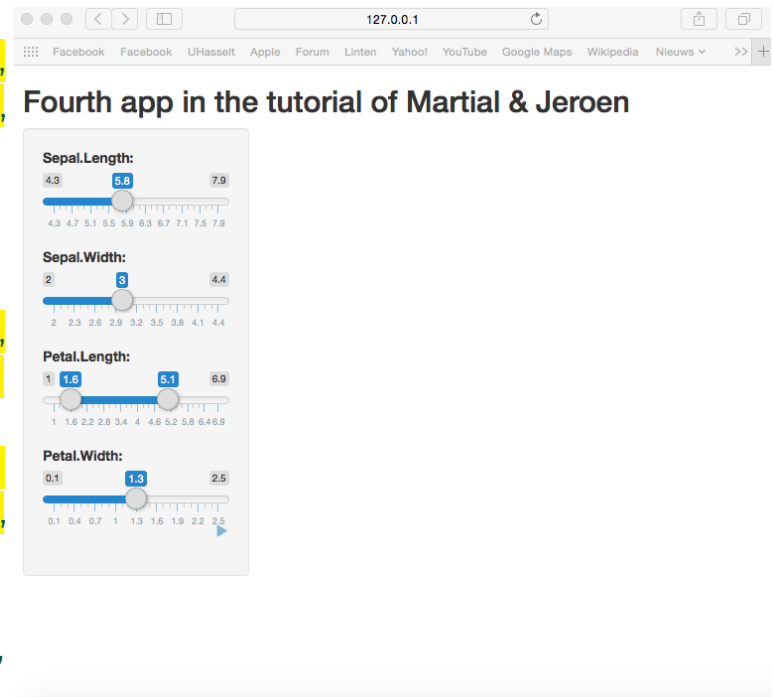 127.0.0.1
Facebook Facebook UHasselt Apple Forum Linten Yahoo! YouTube Google Maps Wikipedia Nieuws >> +
,
,
Fourth app in the tutorial of Martial & Jeroen
Sepal.Length:
4.3 5.8 7.9
4.3 4.7 5.1 5.5 5.9 6.3 6.7 7.1 7.5 7.9
Sepal.Width:
2 3 4.4
2 2.3 2.6 2.9 3.2 3.5 3.8 4.1 4.4
,
Petal.Length:
1 1.6 5.1 6.9
1 1.6 2.2 2.8 3.4 4 4.6 5.2 5.8 6.4 6.9
Petal.Width:
0.1 1.3 2.5
0.1 0.4 0.7 1 1.3 1.6 1.9 2.2 2.5
,
,